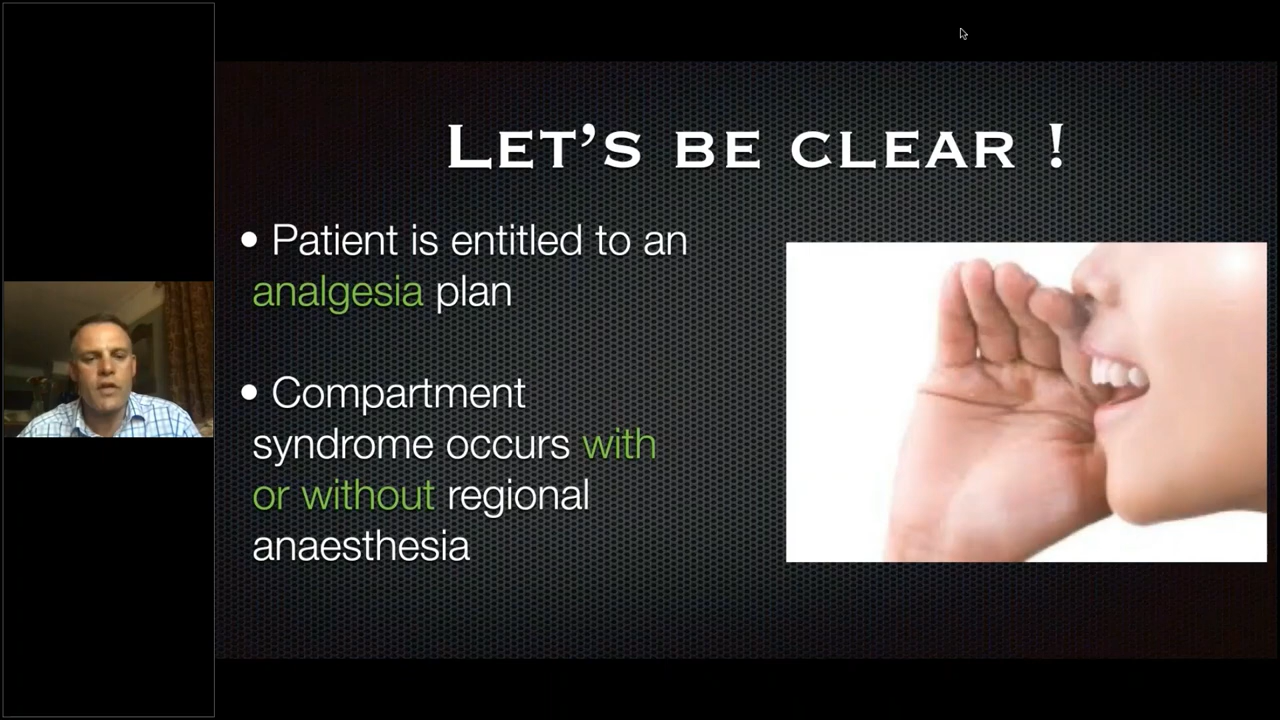 LET'S BE CLEAR !
• Patient is entitled to an
analgesia plan
• Compartment
syndrome occurs with
or without regional
anaesthesia